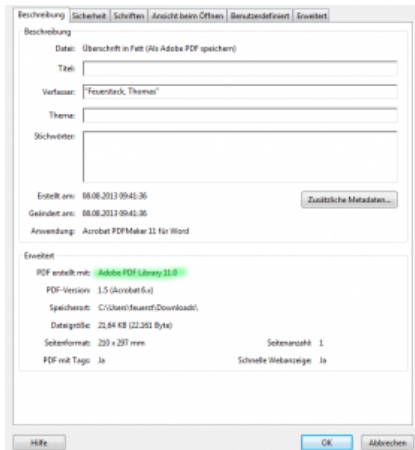 Beschreibung Sicherheit Schriften Ansicht beim Öffnen Benutzerdefiniert Erweitert
Beschreibung
Datei: Überschrift in Fett (Als Adobe PDF speichern)
Titel:
Verfasser: "Feuerstack, Thomas"
Thema:
Stichwörter:
Erstellt am: 08.08.2013 09:41:36 Zusätzliche Metadaten...
Geändert am: 08.08.2013 09:41:36
Anwendung: Acrobat PDFMaker 11 für Word
Erweitert
PDF erstellt mit: Adobe PDF Library 11.0
PDF-Version: 1.5 (Acrobat 6.x)
Speicherort: C:\Users\feuerst\Downloads\
Dateigröße: 21,64 KB (22.161 Byte)
Seitenformat: 210 x 297 mm Seitenanzahl: 1
PDF mit Tags: Ja Schnelle Webanzeige: Ja
Hilfe OK Abbrechen